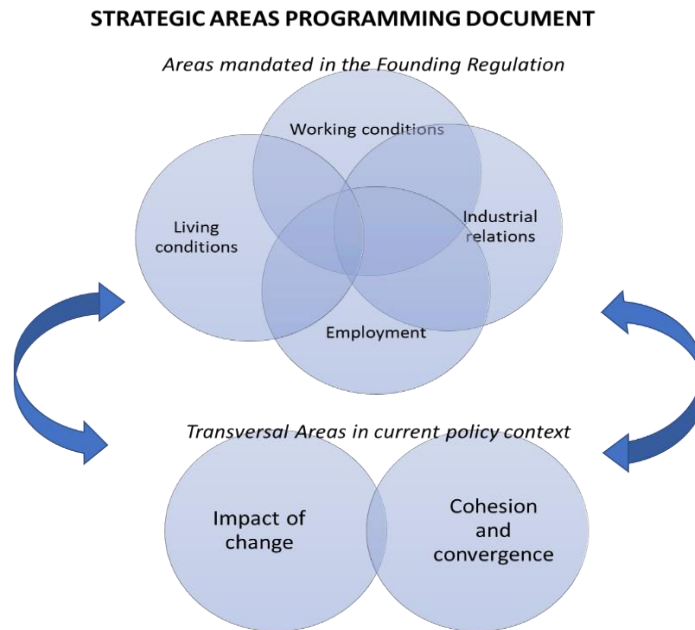 STRATEGIC AREAS PROGRAMMING DOCUMENT
Areas mandated in the Founding Regulation
Working conditions
Living
conditions
Industrial
relations
Employment
Transversal Areas in current policy context
Impact of
change
Cohesion
and
convergence